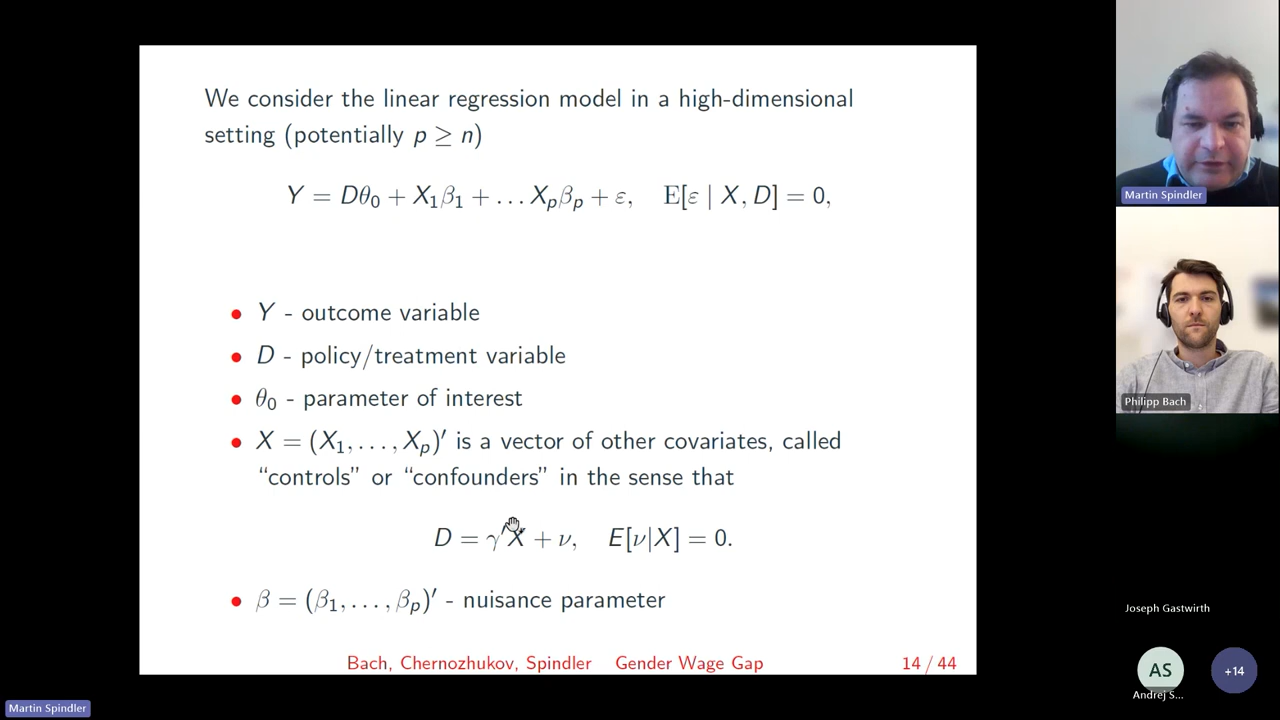 We consider the linear regression model in a high-dimensional
setting (potentially p ≥ n)
Y = Dθ₀ + X₁β₁ + … Xₚβₚ + ε, E[ε | X, D] = 0,
• Y - outcome variable
• D - policy/treatment variable
• θ₀ - parameter of interest
• X = (X₁, …, Xₚ)′ is a vector of other covariates, called
“controls” or “confounders” in the sense that
D = γ′X + ν, E[ν|X] = 0.
• β = (β₁, …, βₚ)′ - nuisance parameter
Bach, Chernozhukov, Spindler Gender Wage Gap 14 / 44
Martin Spindler
Philipp Bach
Joseph Gastwirth
AS
+14
Andrej S...
Martin Spindler